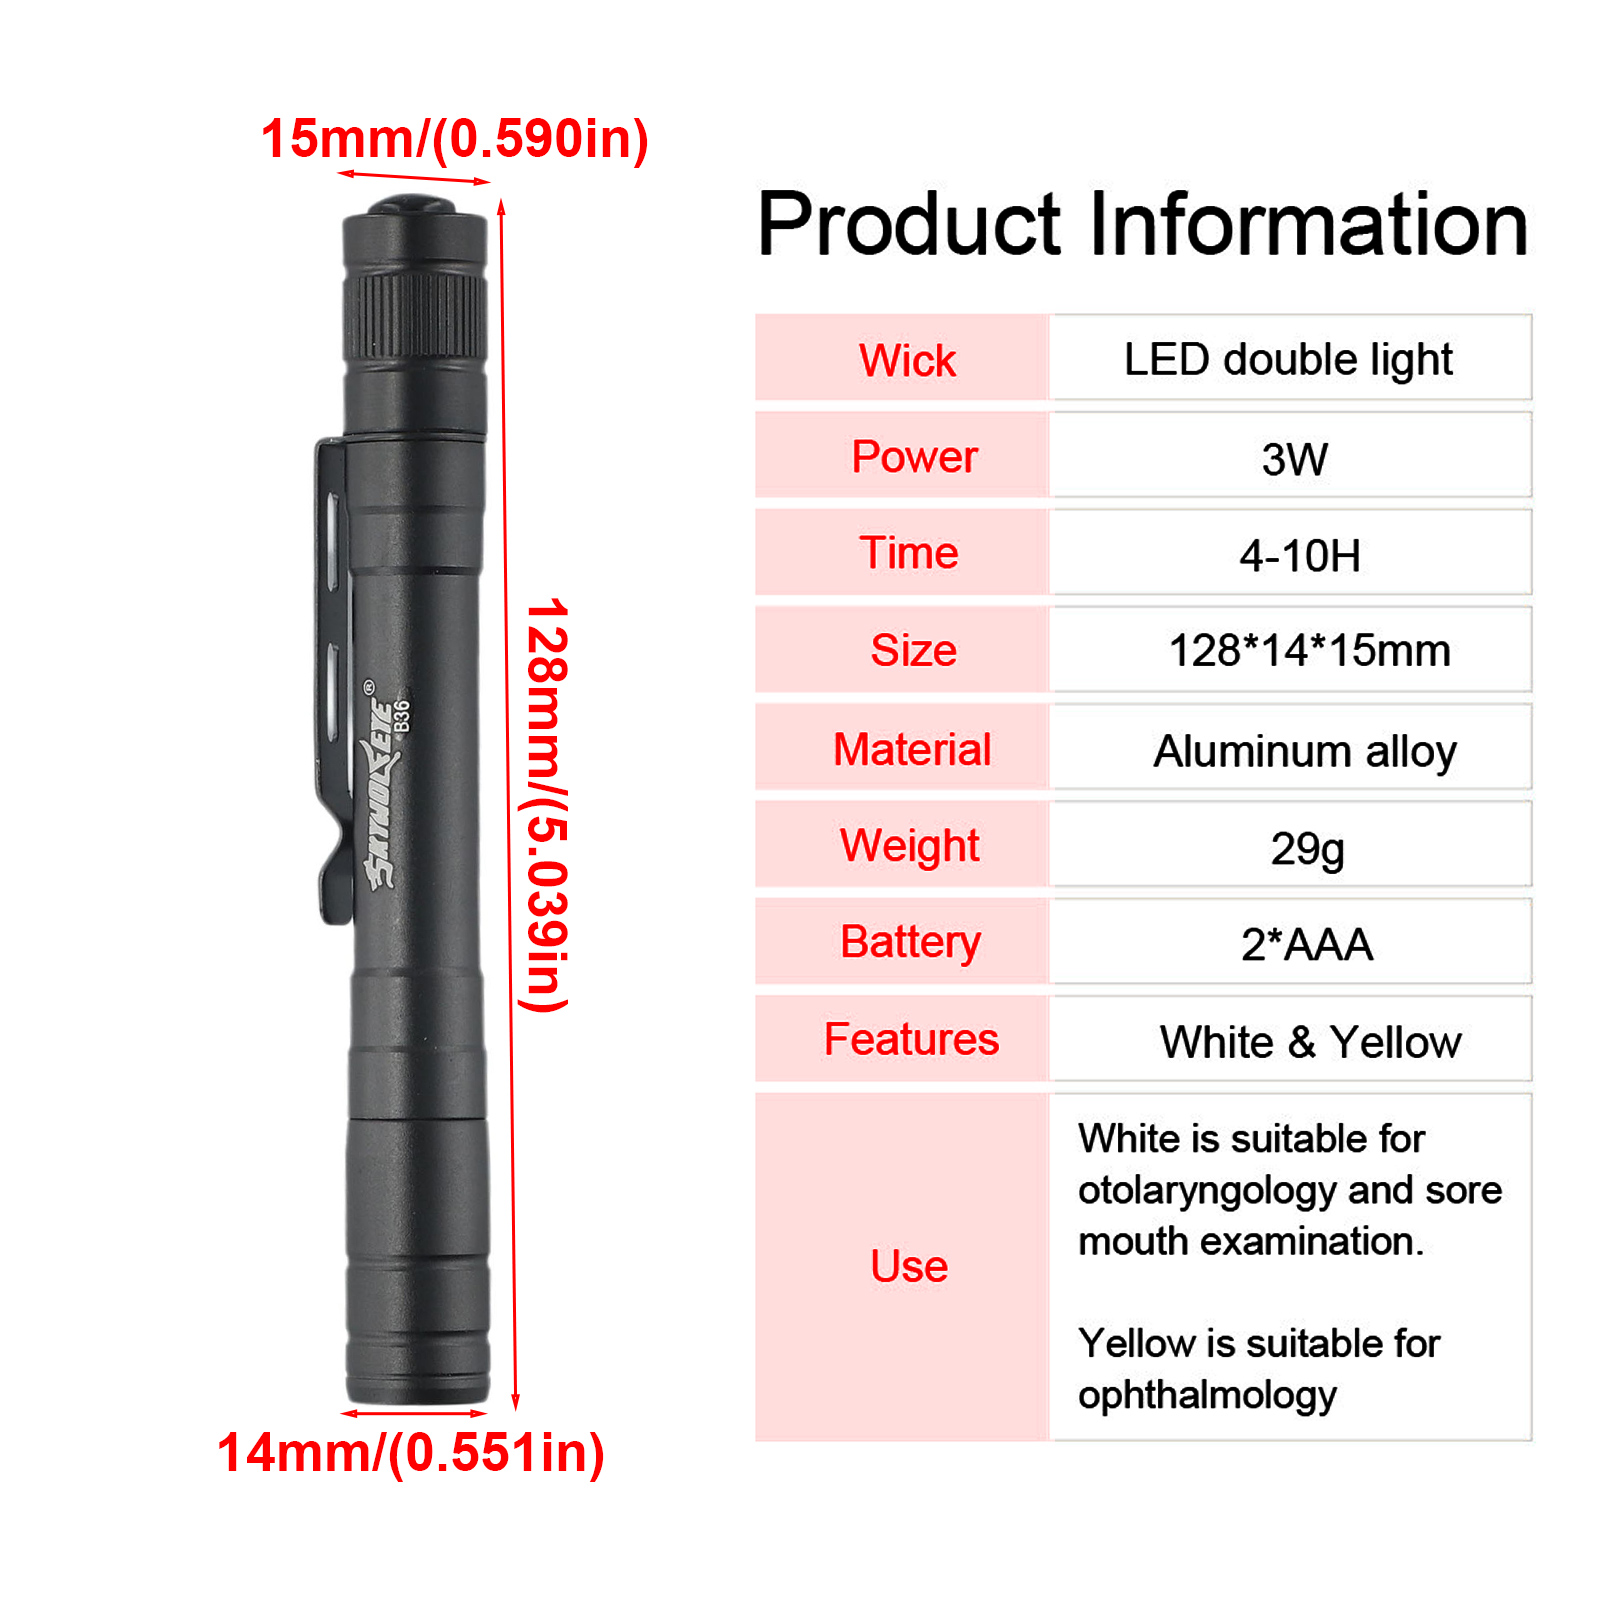 15mm/(0.590in)
128mm/(5.039in)
SKYWOLFEYE®
B36
14mm/(0.551in)
Product Information
Wick LED double light
Power 3W
Time 4-10H
Size 128*14*15mm
Material Aluminum alloy
Weight 29g
Battery 2*AAA
Features White & Yellow
Use
White is suitable for
otolaryngology and sore
mouth examination.
Yellow is suitable for
ophthalmology